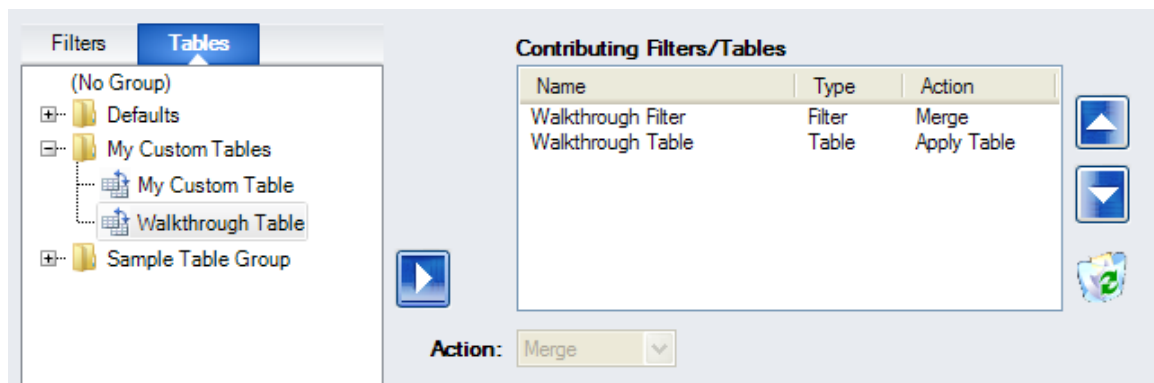 Filters Tables
(No Group)
Defaults
My Custom Tables
My Custom Table
Walkthrough Table
Sample Table Group
Contributing Filters/Tables
Name Type Action
Walkthrough Filter Filter Merge
Walkthrough Table Table Apply Table
Action: Merge